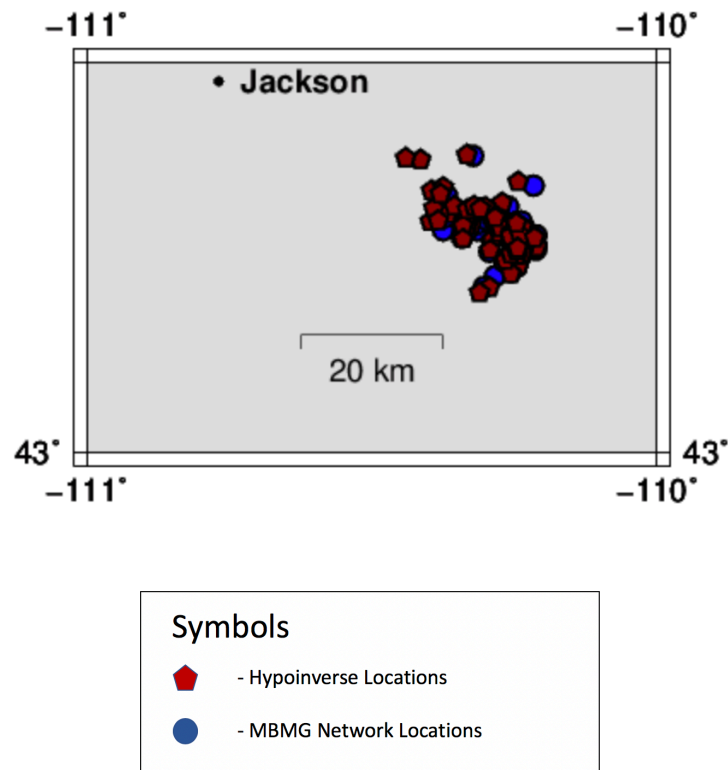 −111˚ −110˚
Jackson
20 km
43˚ 43˚
−111˚ −110˚
Symbols
- Hypoinverse Locations
- MBMG Network Locations